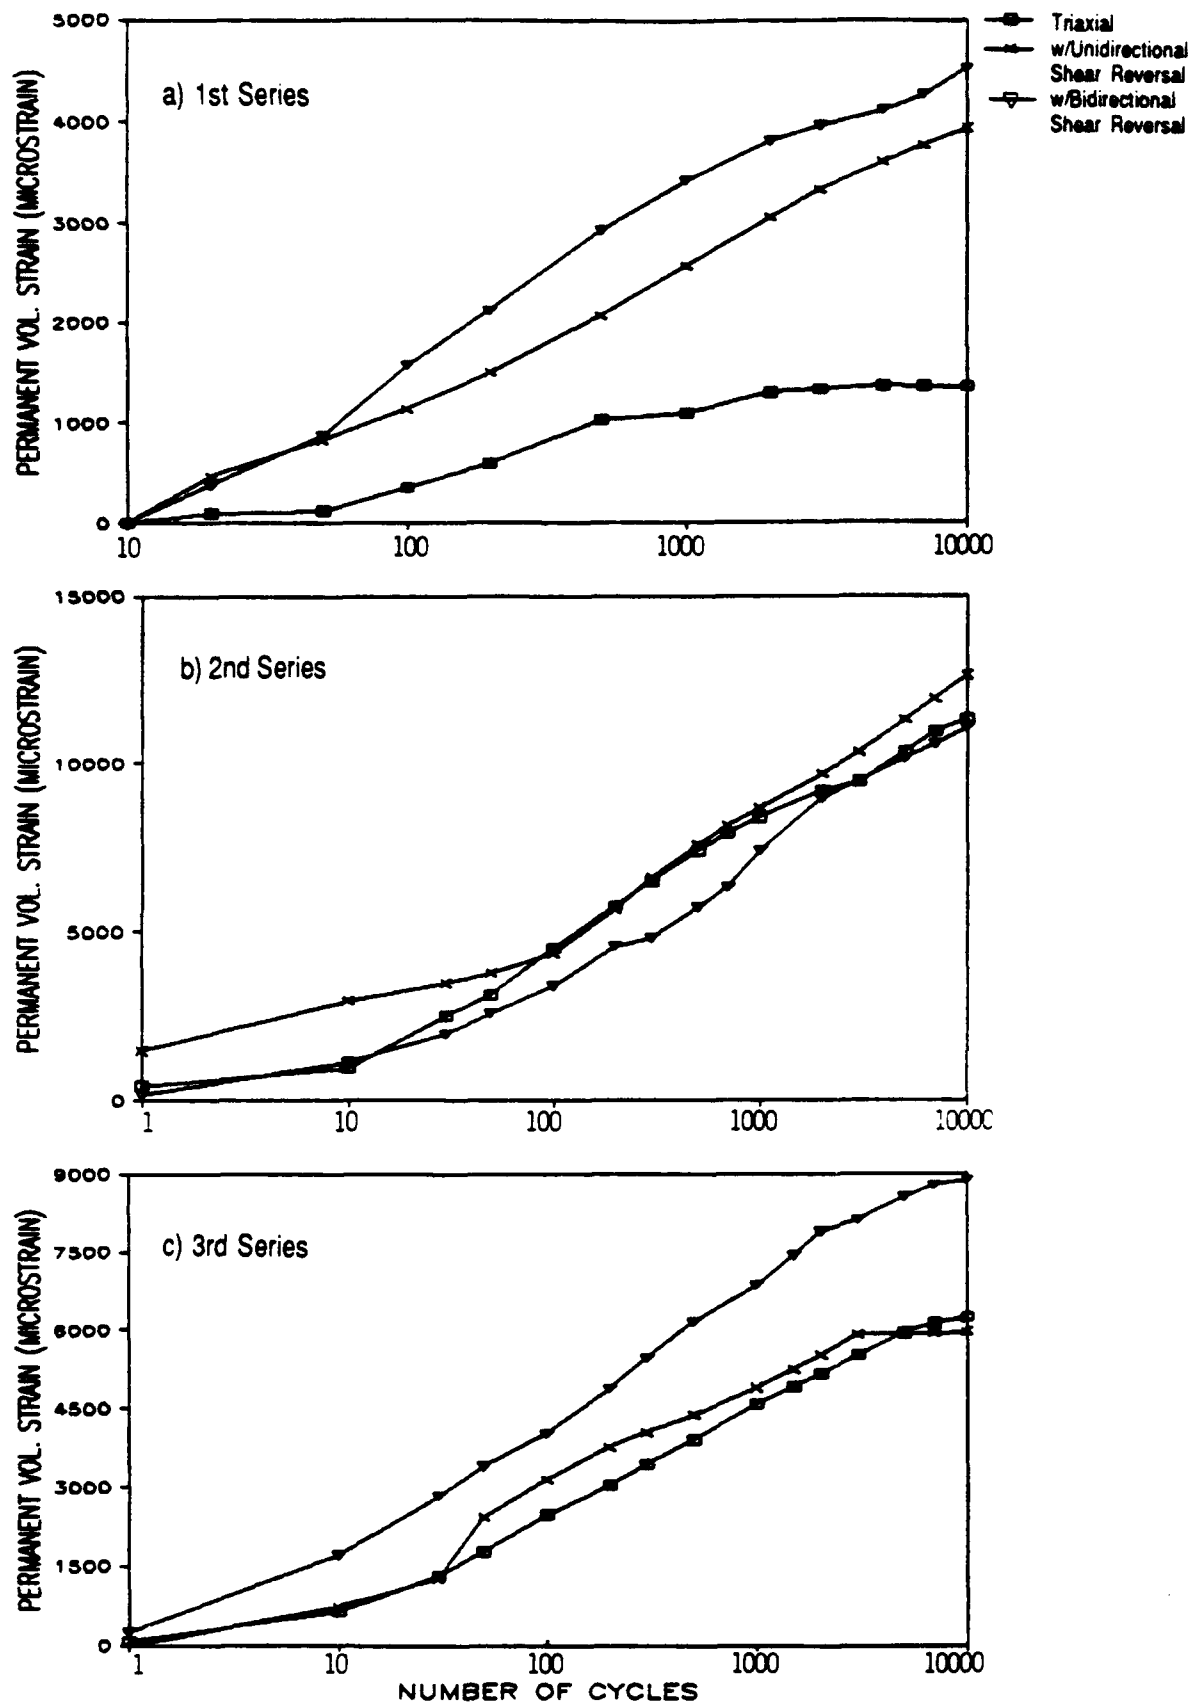 Triaxial
w/Unidirectional
Shear Reversal
w/Bidirectional
Shear Reversal
PERMANENT VOL. STRAIN (MICROSTRAIN)
a) 1st Series
5000
4000
3000
2000
1000
0
10 100 1000 10000
PERMANENT VOL. STRAIN (MICROSTRAIN)
b) 2nd Series
15000
10000
5000
0
1 10 100 1000 10000
PERMANENT VOL. STRAIN (MICROSTRAIN)
c) 3rd Series
9000
7500
6000
4500
3000
1500
0
1 10 100 1000 10000
NUMBER OF CYCLES